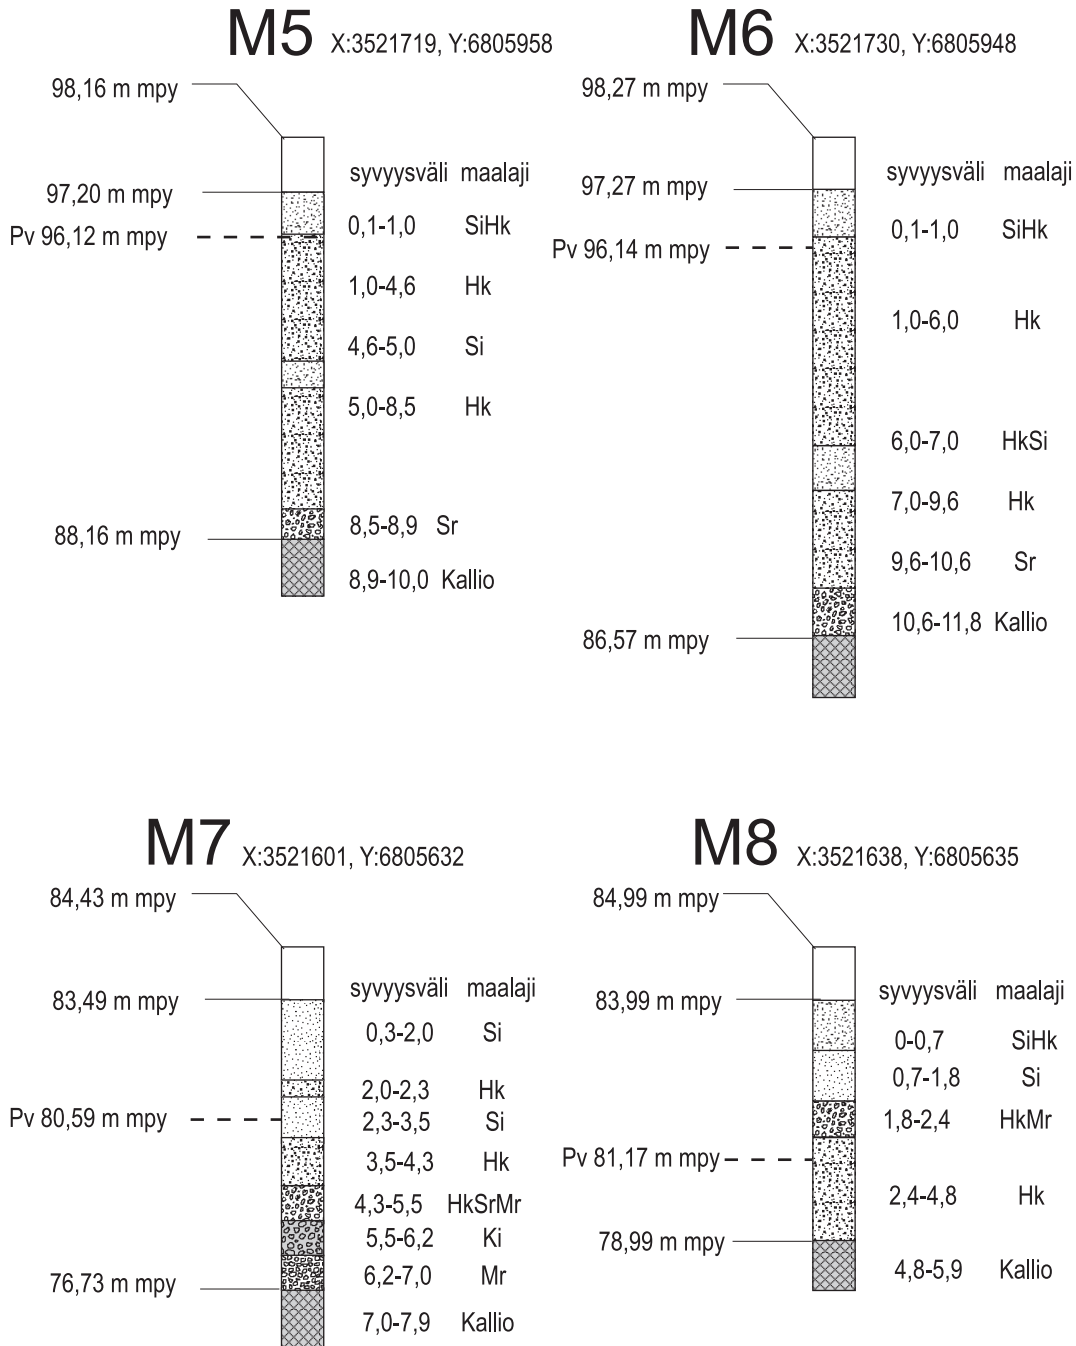 M5 X:3521719, Y:6805958
98,16 m mpy
syvyysväli maalaji
97,20 m mpy
0,1-1,0 SiHk
Pv 96,12 m mpy
1,0-4,6 Hk
4,6-5,0 Si
5,0-8,5 Hk
8,5-8,9 Sr
88,16 m mpy
8,9-10,0 Kallio
M6 X:3521730, Y:6805948
98,27 m mpy
syvyysväli maalaji
97,27 m mpy
0,1-1,0 SiHk
Pv 96,14 m mpy
1,0-6,0 Hk
6,0-7,0 HkSi
7,0-9,6 Hk
9,6-10,6 Sr
10,6-11,8 Kallio
86,57 m mpy
M7 X:3521601, Y:6805632
84,43 m mpy
syvyysväli maalaji
83,49 m mpy
0,3-2,0 Si
2,0-2,3 Hk
Pv 80,59 m mpy
2,3-3,5 Si
3,5-4,3 Hk
4,3-5,5 HkSrMr
5,5-6,2 Ki
6,2-7,0 Mr
76,73 m mpy
7,0-7,9 Kallio
M8 X:3521638, Y:6805635
84,99 m mpy
syvyysväli maalaji
83,99 m mpy
0-0,7 SiHk
0,7-1,8 Si
1,8-2,4 HkMr
Pv 81,17 m mpy
2,4-4,8 Hk
78,99 m mpy
4,8-5,9 Kallio